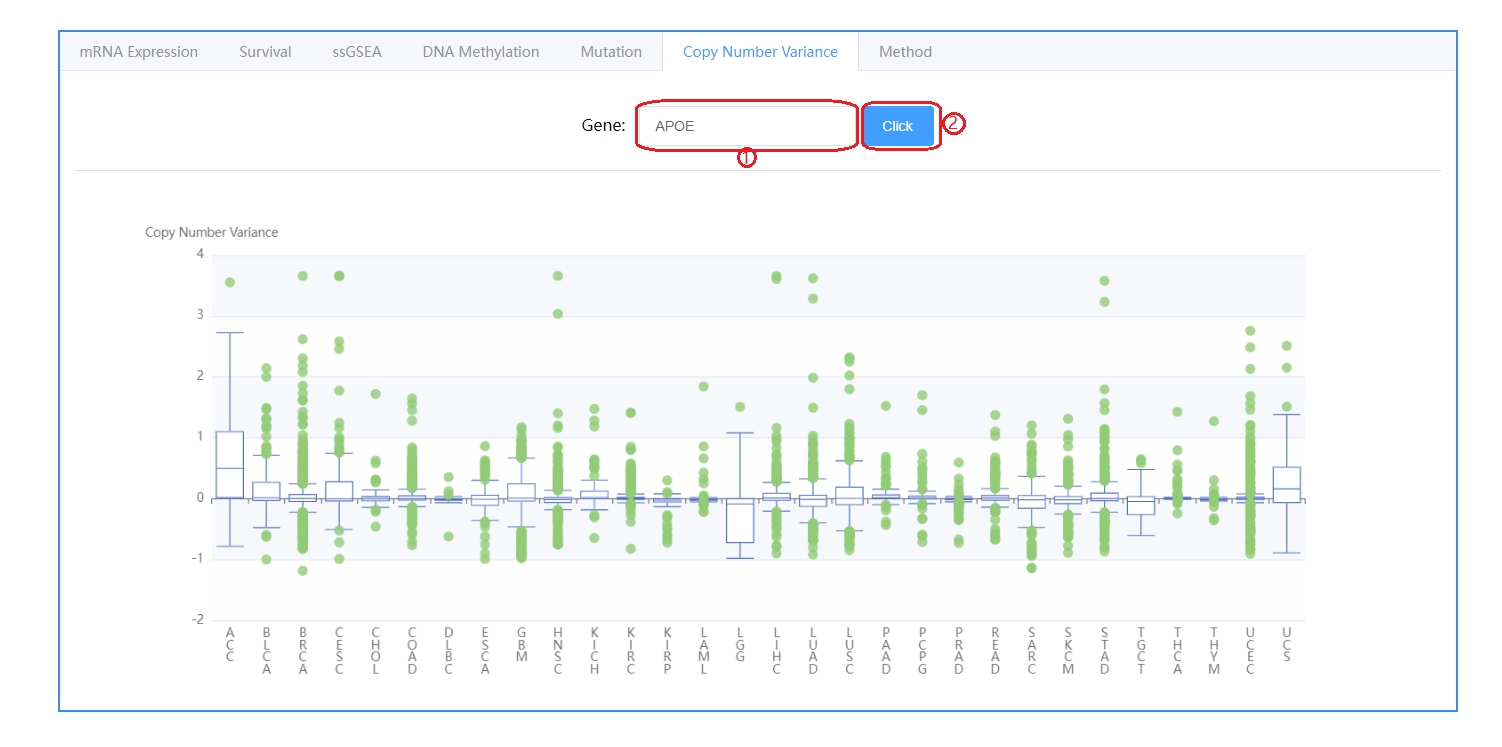 mRNA Expression Survival ssGSEA DNA Methylation Mutation Copy Number Variance Method
Gene: APOE Click ②
①
Copy Number Variance
4
3
2
1
0
-1
-2
ACC BLCA BRCA CESC CHOL COAD DLBC ESCA GBM HNSC KICH KIRC KIRP LAML LGG LIHC LUAD LUSC PAAD PCPG PRAD READ SARC SKCM STAD TGCT THCA THYM UCEC UCS